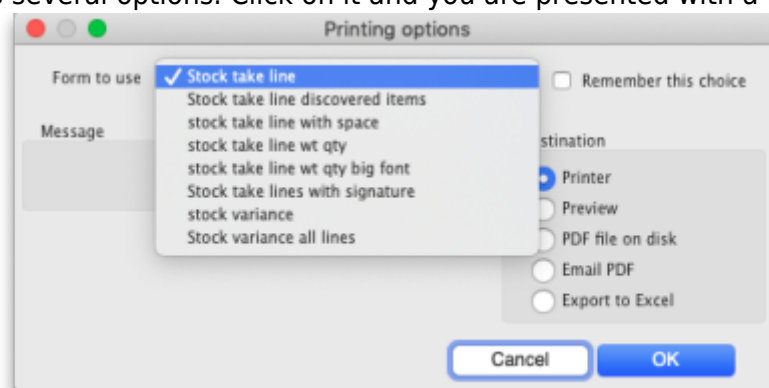 several options. Click on it and you are presented with a
Printing options
Form to use
✓ Stock take line
Stock take line discovered items
stock take line with space
stock take line wt qty
stock take line wt qty big font
Stock take lines with signature
stock variance
Stock variance all lines
Remember this choice
Message
stination
Printer
Preview
PDF file on disk
Email PDF
Export to Excel
Cancel
OK